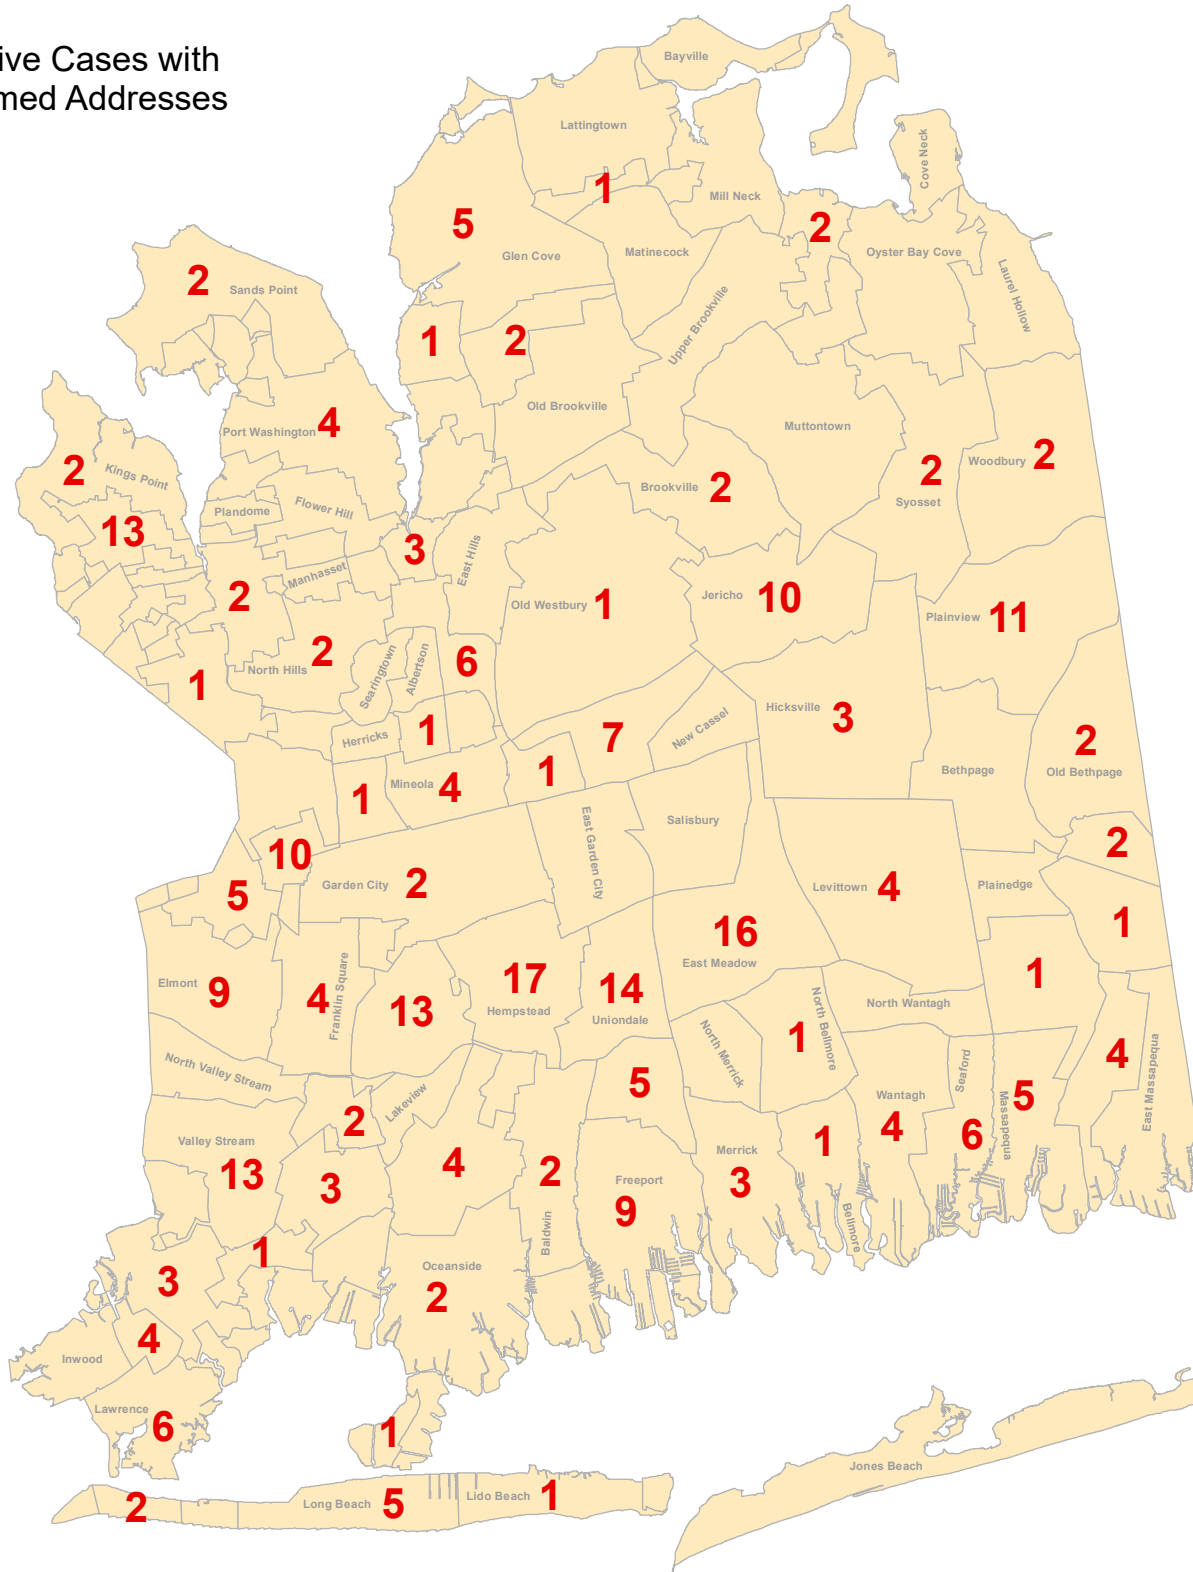 ive Cases with
med Addresses
Bayville
Lattingtown
Cove Neck
1
Mill Neck
5
2
Glen Cove
Matinecock
Oyster Bay Cove
2
Sands Point
Laurel Hollow
Upper Brookville
1
2
Old Brookville
4
Port Washington
Muttontown
2
Kings Point
2
Woodbury
2
Brookville
2
Syosset
Plandome
Flower Hill
13
3
East Hills
Manhasset
2
Old Westbury
1
Jericho
10
Plainview
11
2
North Hills
Searingtown
Albertson
6
1
Hicksville
3
1
Herricks
7
New Cassel
2
Old Bethpage
Bethpage
1
Mineola
4
1
Salisbury
East Garden City
10
2
5
Garden City
2
Levittown
4
Plainedge
16
1
East Meadow
Elmont
9
4
Franklin Square
13
17
Hempstead
14
Uniondale
1
North Wantagh
North Merrick
1
North Bellmore
North Valley Stream
4
East Massapequa
Seaford
5
Lakeview
5
Wantagh
Massapequa
2
4
6
1
Valley Stream
13
3
4
2
Merrick
3
Freeport
9
Baldwin
Bellmore
1
3
Oceanside
2
4
Inwood
Lawrence
6
1
Jones Beach
2
Long Beach
5
Lido Beach
1